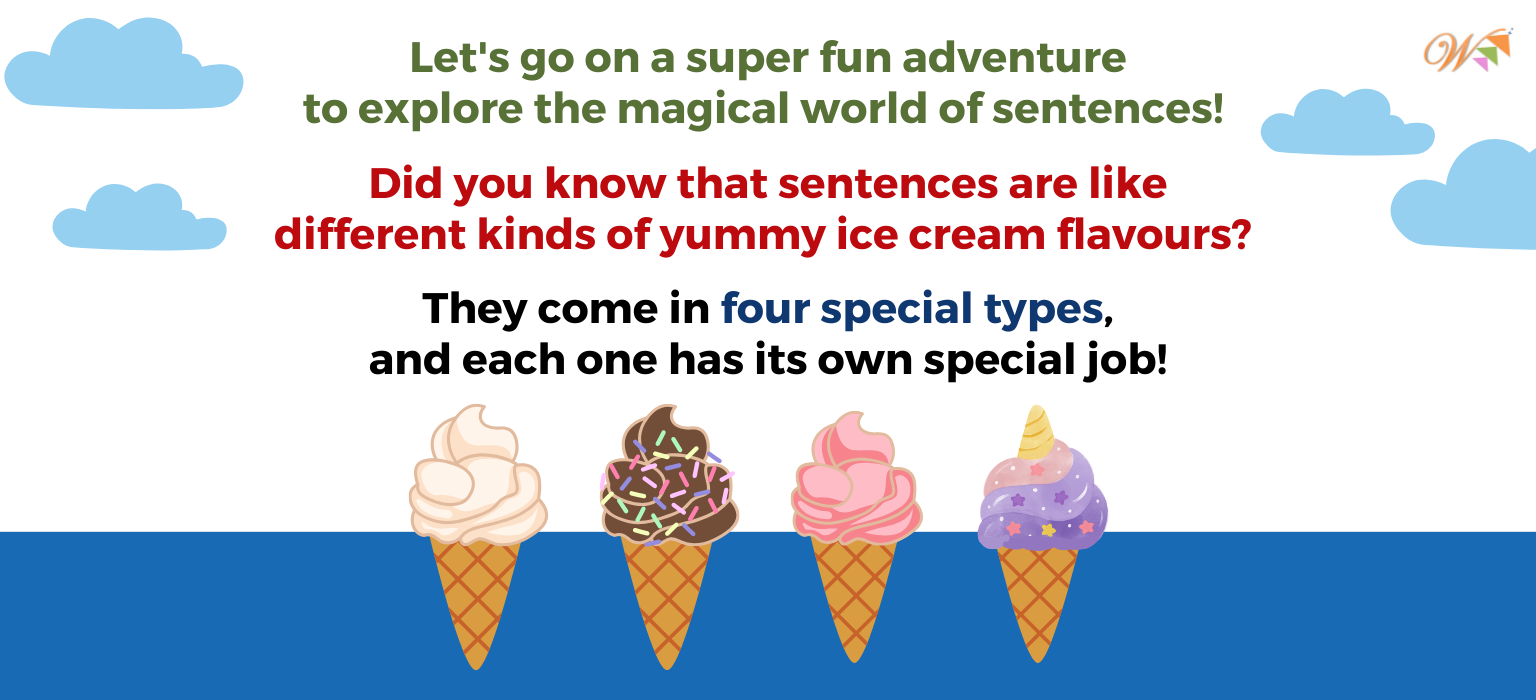 Let's go on a super fun adventure
to explore the magical world of sentences!
Did you know that sentences are like
different kinds of yummy ice cream flavours?
They come in four special types,
and each one has its own special job!
W